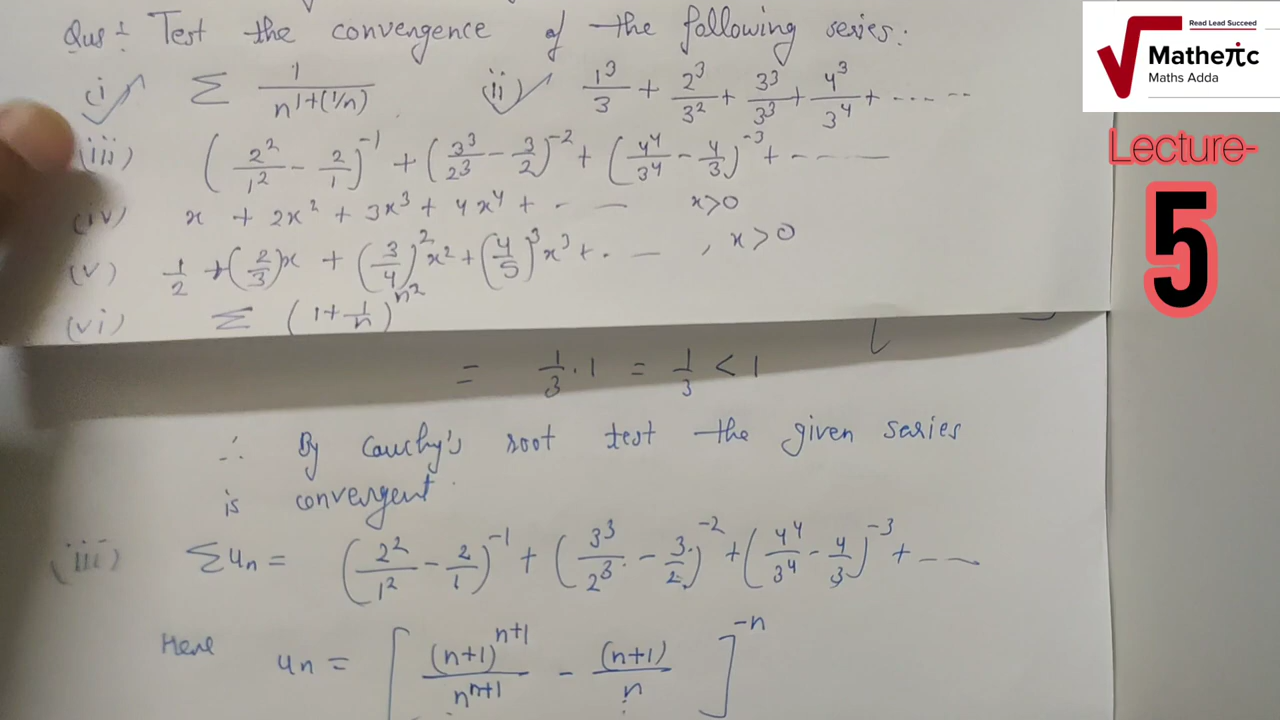 Qus:- Test the convergence of the following series:
(i) Σ 1/n^(1+(1/n)) (ii) 1³/3 + 2³/3² + 3³/3³ + 4³/3⁴ + .... --
(iii) (2²/1² - 2/1)^-1 + (3³/2³ - 3/2)^-2 + (4⁴/3⁴ - 4/3)^-3 + - - - -
(iv) x + 2x² + 3x³ + 4x⁴ + - - - x>0
(v) 1/2 + (2/3)x + (3/4)²x² + (4/5)³x³ + . . - , x>0
(vi) Σ (1+1/n)^n²
= 1/3 . 1 = 1/3 < 1
∴ By Cauchy's root test the given series
is convergent.
(iii) Σun = (2²/1² - 2/1)^-1 + (3³/2³ - 3/2)^-2 + (4⁴/3⁴ - 4/3)^-3 + - - -
Here un = [(n+1)^(n+1)/n^(n+1) - (n+1)/n]^-n
Read Lead Succeed
Matheπc
Maths Adda
Lecture-
5